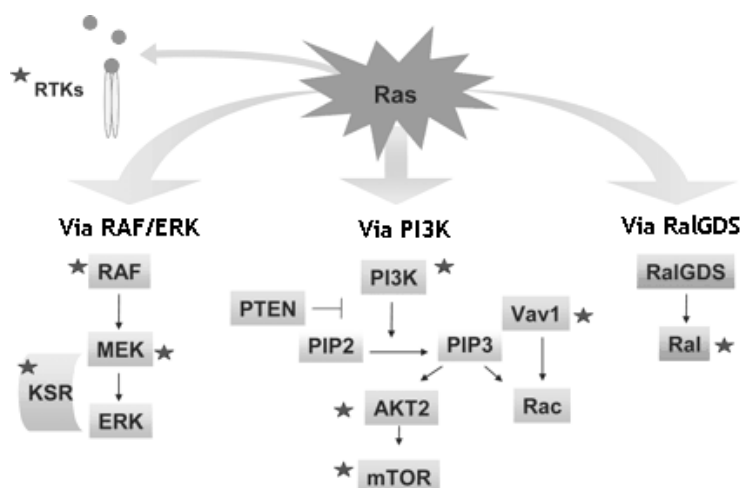 RTKs
Ras
Via RAF/ERK
RAF
MEK
KSR
ERK
Via PI3K
PI3K
PTEN
PIP2
PIP3
Vav1
AKT2
Rac
mTOR
Via RalGDS
RalGDS
Ral